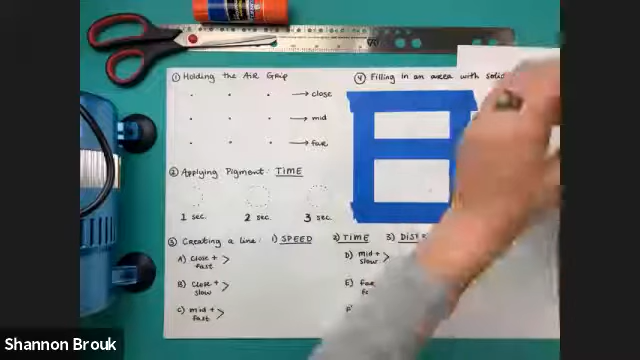 ① Holding the Air Grip
→ close
→ mid
→ far
② Applying Pigment: TIME
1 sec. 2 sec. 3 sec.
③ Creating a line: 1) SPEED 2) TIME 3)
A) close + fast >
B) close + slow >
C) mid + fast >
④ Filling in an area with
D) mid + slow >
E) far
F)
Shannon Brouk